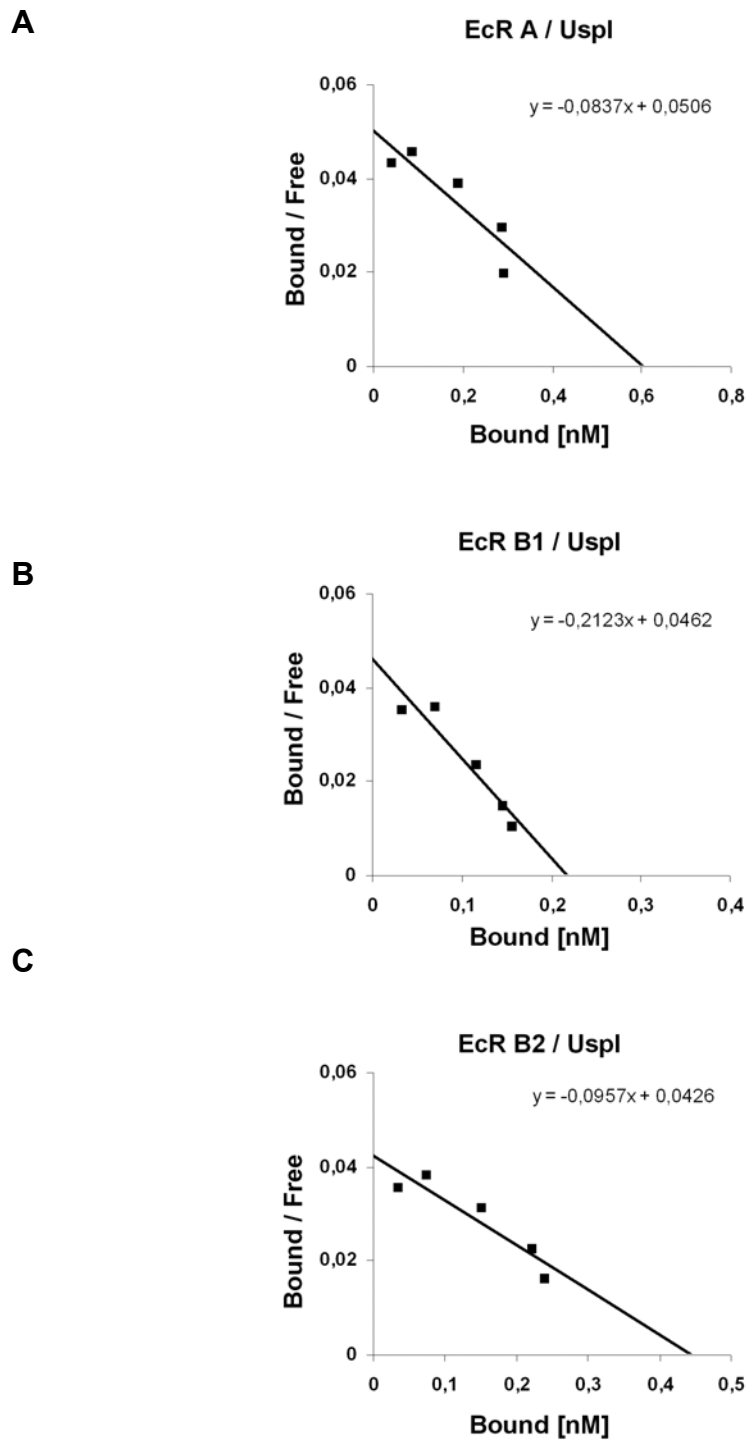 A
EcR A / UspI
0,06
y = -0,0837x + 0,0506
0,04
Bound / Free
0,02
0
0 0,2 0,4 0,6 0,8
Bound [nM]
B
EcR B1 / UspI
0,06
y = -0,2123x + 0,0462
0,04
Bound / Free
0,02
0
0 0,1 0,2 0,3 0,4
Bound [nM]
C
EcR B2 / UspI
0,06
y = -0,0957x + 0,0426
0,04
Bound / Free
0,02
0
0 0,1 0,2 0,3 0,4 0,5
Bound [nM]